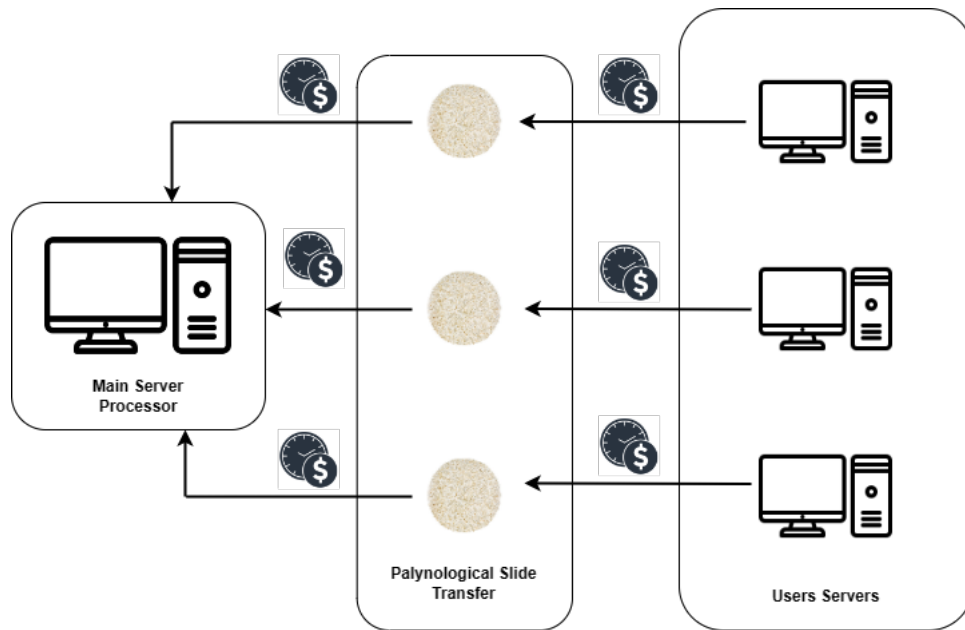 $
$
$
$
$
$
Main Server
Processor
Palynological Slide
Transfer
Users Servers